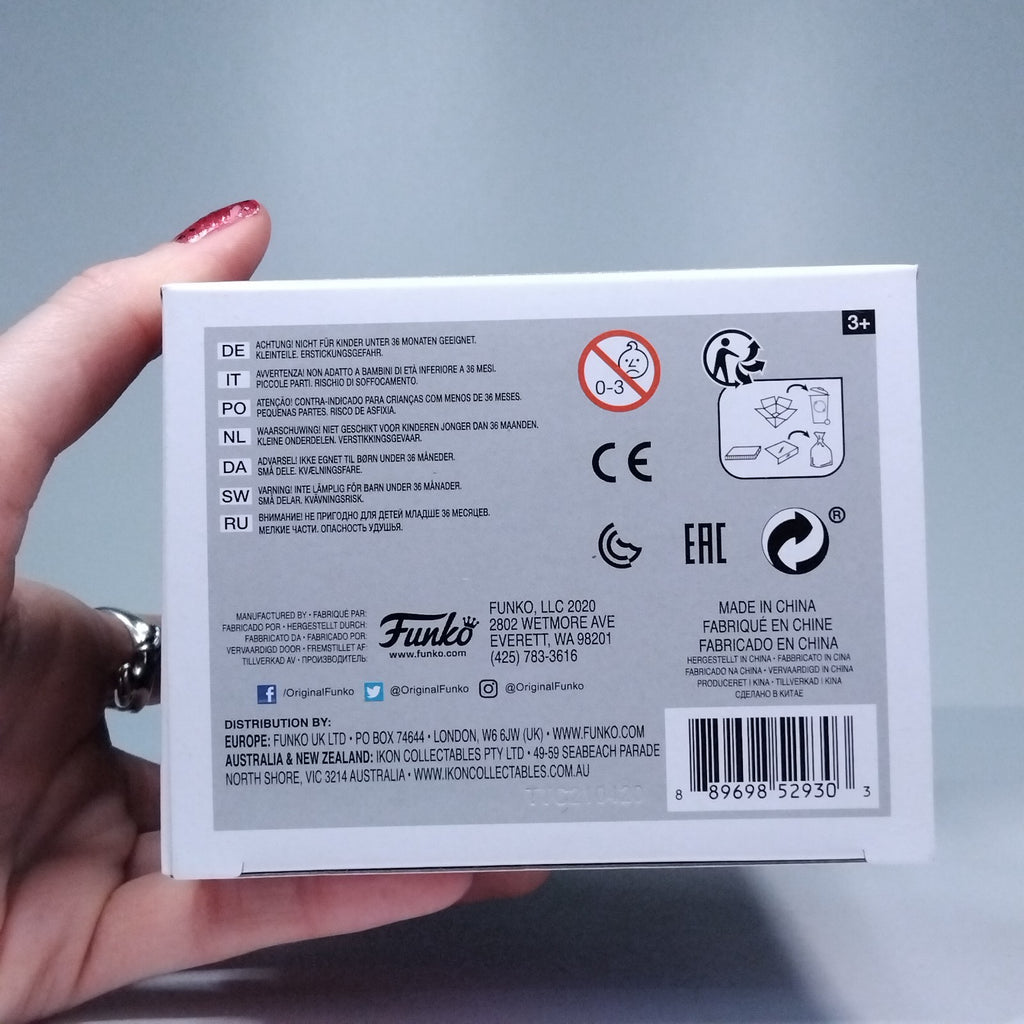 3+
DE
ACHTUNG! NICHT FÜR KINDER UNTER 36 MONATEN GEEIGNET.
KLEINTEILE. ERSTICKUNGSGEFAHR.
IT
AVVERTENZA! NON ADATTO A BAMBINI DI ETÀ INFERIORE A 36 MESI.
PICCOLE PARTI. RISCHIO DI SOFFOCAMENTO.
PO
ATENÇÃO! CONTRA-INDICADO PARA CRIANÇAS COM MENOS DE 36 MESES.
PEQUENAS PARTES. RISCO DE ASFIXIA.
NL
WAARSCHUWING! NIET GESCHIKT VOOR KINDEREN JONGER DAN 36 MAANDEN.
KLEINE ONDERDELEN. VERSTIKKINGSGEVAAR.
DA
ADVARSEL! IKKE EGNET TIL BØRN UNDER 36 MÅNEDER.
SMÅ DELE. KVÆLNINGSFARE.
SW
VARNING! INTE LÄMPLIG FÖR BARN UNDER 36 MÅNADER.
SMÅ DELAR. KVÄVNINGSRISK.
RU
ВНИМАНИЕ! НЕ ПРИГОДНО ДЛЯ ДЕТЕЙ МЛАДШЕ 36 МЕСЯЦЕВ.
МЕЛКИЕ ЧАСТИ. ОПАСНОСТЬ УДУШЬЯ.
0-3
CE
EAC
®
MANUFACTURED BY • FABRIQUÉ PAR:
FABRICADO POR • HERGESTELLT DURCH:
FABBRICATO DA • FABRICADO POR:
VERVAARDIGD DOOR • FREMSTILLET AF:
TILLVERKAD AV • ПРОИЗВОДИТЕЛЬ:
Funko
www.funko.com
FUNKO, LLC 2020
2802 WETMORE AVE
EVERETT, WA 98201
(425) 783-3616
MADE IN CHINA
FABRIQUÉ EN CHINE
FABRICADO EN CHINA
HERGESTELLT IN CHINA • FABBRICATO IN CINA
FABRICADO NA CHINA • VERVAARDIGD IN CHINA
PRODUCERET I KINA • TILLVERKAD I KINA
СДЕЛАНО В КИТАЕ
/OriginalFunko @OriginalFunko @OriginalFunko
DISTRIBUTION BY:
EUROPE: FUNKO UK LTD • PO BOX 74644 • LONDON, W6 6JW (UK) • WWW.FUNKO.COM
AUSTRALIA & NEW ZEALAND: IKON COLLECTABLES PTY LTD • 49-59 SEABEACH PARADE
NORTH SHORE, VIC 3214 AUSTRALIA • WWW.IKONCOLLECTABLES.COM.AU
8 89698 52930 3